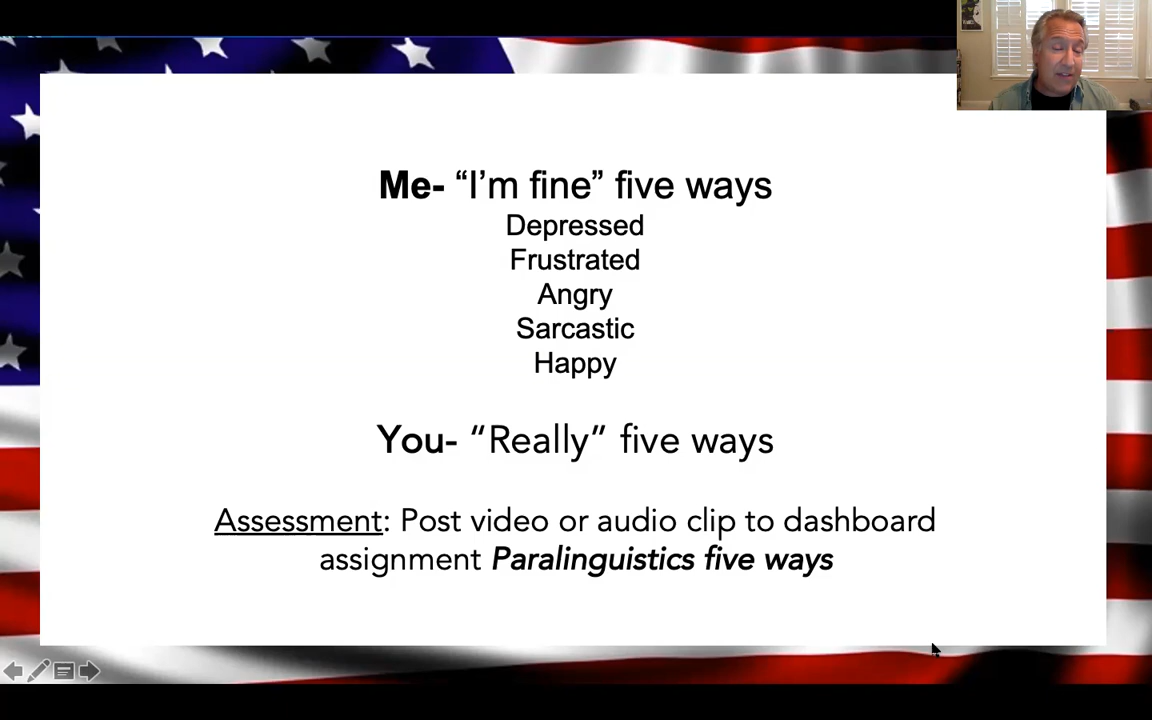 Me- “I’m fine” five ways
Depressed
Frustrated
Angry
Sarcastic
Happy
You- “Really” five ways
Assessment: Post video or audio clip to dashboard
assignment Paralinguistics five ways